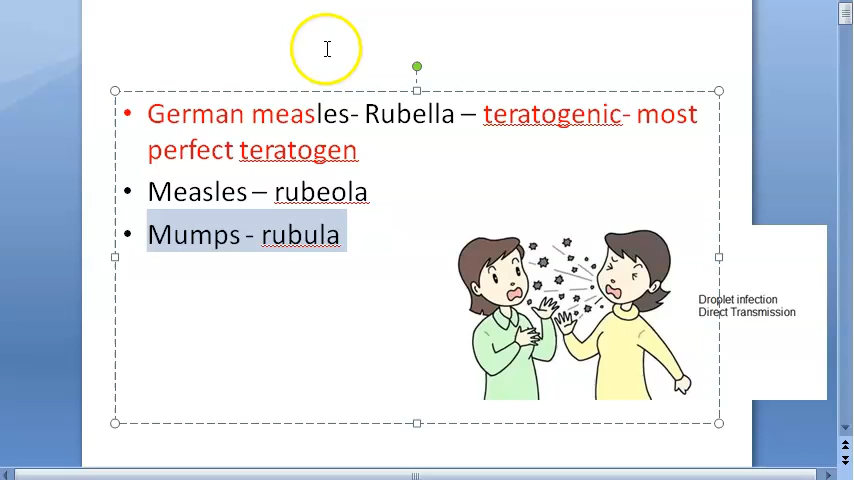 • German measles- Rubella – teratogenic- most
perfect teratogen
• Measles – rubeola
• Mumps - rubula
Droplet infection
Direct Transmission